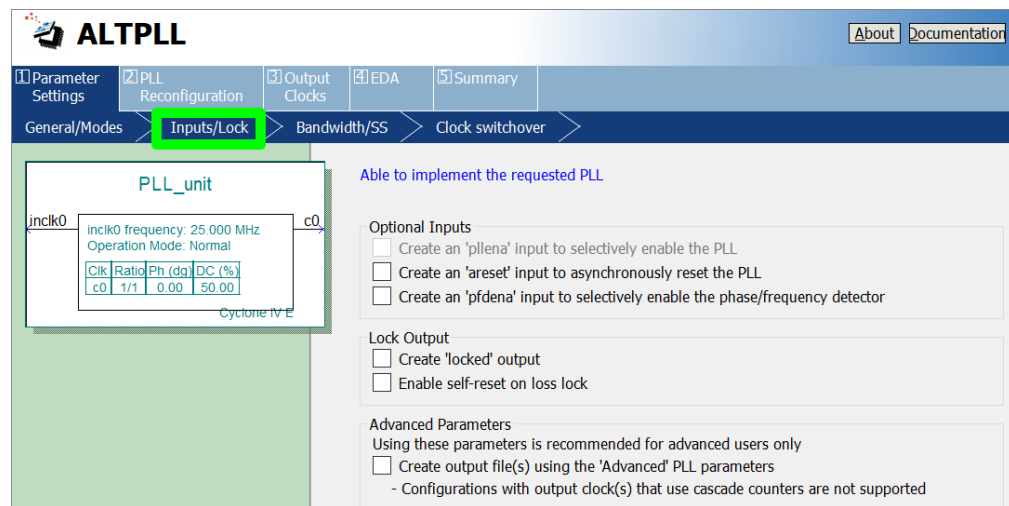 ALTPLL
About Documentation
1 Parameter Settings
2 PLL Reconfiguration
3 Output Clocks
4 EDA
5 Summary
General/Modes Inputs/Lock Bandwidth/SS Clock switchover
PLL_unit
inclk0
c0
inclk0 frequency: 25.000 MHz
Operation Mode: Normal
Clk Ratio Ph (dg) DC (%)
c0 1/1 0.00 50.00
Cyclone IV E
Able to implement the requested PLL
Optional Inputs
Create an 'pllena' input to selectively enable the PLL
Create an 'areset' input to asynchronously reset the PLL
Create an 'pfdena' input to selectively enable the phase/frequency detector
Lock Output
Create 'locked' output
Enable self-reset on loss lock
Advanced Parameters
Using these parameters is recommended for advanced users only
Create output file(s) using the 'Advanced' PLL parameters
- Configurations with output clock(s) that use cascade counters are not supported